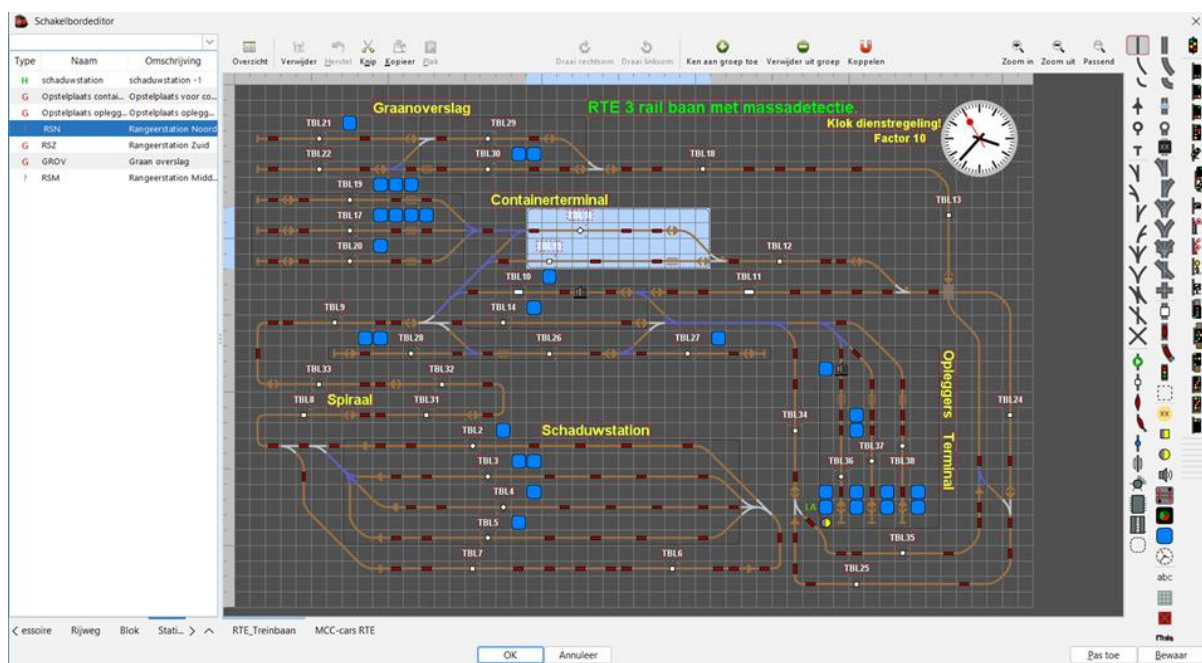 Schakelbordeditor
Type Naam Omschrijving
H schaduwstation schaduwstation -1
G Opstelplaats contai... Opstelplaats voor co...
G Opstelplaats oplegg... Opstelplaats oplegg...
RSN Rangeerstation Noord
G RSZ Rangeerstation Zuid
G GROV Graan overslag
? RSM Rangeerstation Midd...
Overzicht Verwijder Herstel Knip Kopieer Plak Draai rechtsom Draai linksom Ken aan groep toe Verwijder uit groep Koppelen Zoom in Zoom uit Passend
Graanoverslag
RTE 3 rail baan met massadetectie.
Klok dienstregeling!
Factor 10
TBL21 TBL29
TBL22 TBL30 TBL18
TBL19
Containerterminal
TBL13
TBL17
TBL20 TBL12
TBL10 TBL11
TBL9 TBL14
TBL28 TBL26 TBL27
TBL33 TBL32
TBL8 Spiraal TBL31
TBL34 TBL24
Opleggers Terminal
TBL2 Schaduwstation
TBL37
TBL3 TBL36 TBL38
TBL4
LA
TBL5
TBL7 TBL6 TBL35
TBL25
T
XX
abc
essoire Rijweg Blok Stati... RTE_Treinbaan MCC-cars RTE
OK Annuleer Pas toe Bewaar